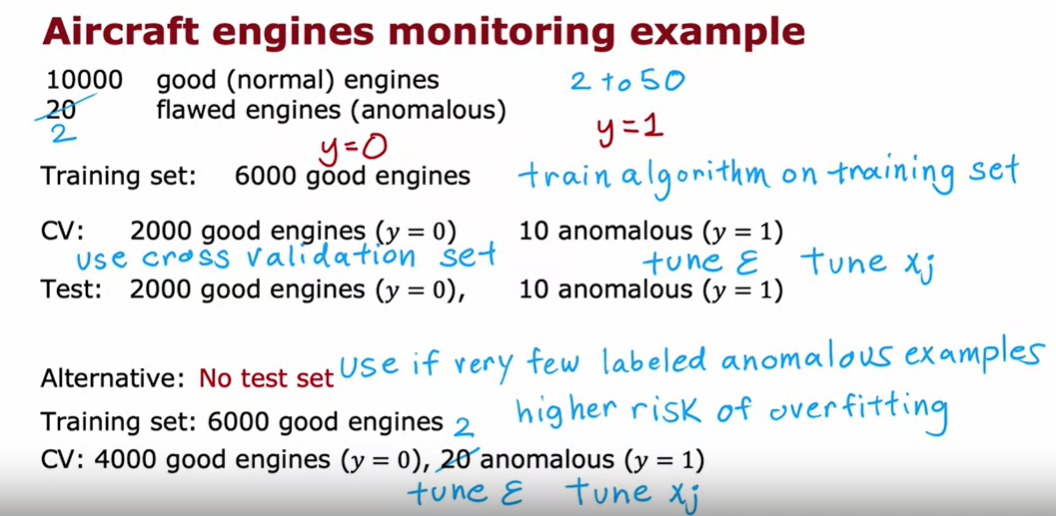 Aircraft engines monitoring example
10000 good (normal) engines 2 to 50
20 flawed engines (anomalous)
2 y=0 y=1
Training set: 6000 good engines train algorithm on training set
CV: 2000 good engines (y = 0) 10 anomalous (y = 1)
use cross validation set tune ε tune xj
Test: 2000 good engines (y = 0), 10 anomalous (y = 1)
Alternative: No test set use if very few labeled anomalous examples
Training set: 6000 good engines 2 higher risk of overfitting
CV: 4000 good engines (y = 0), 20 anomalous (y = 1)
tune ε tune xj